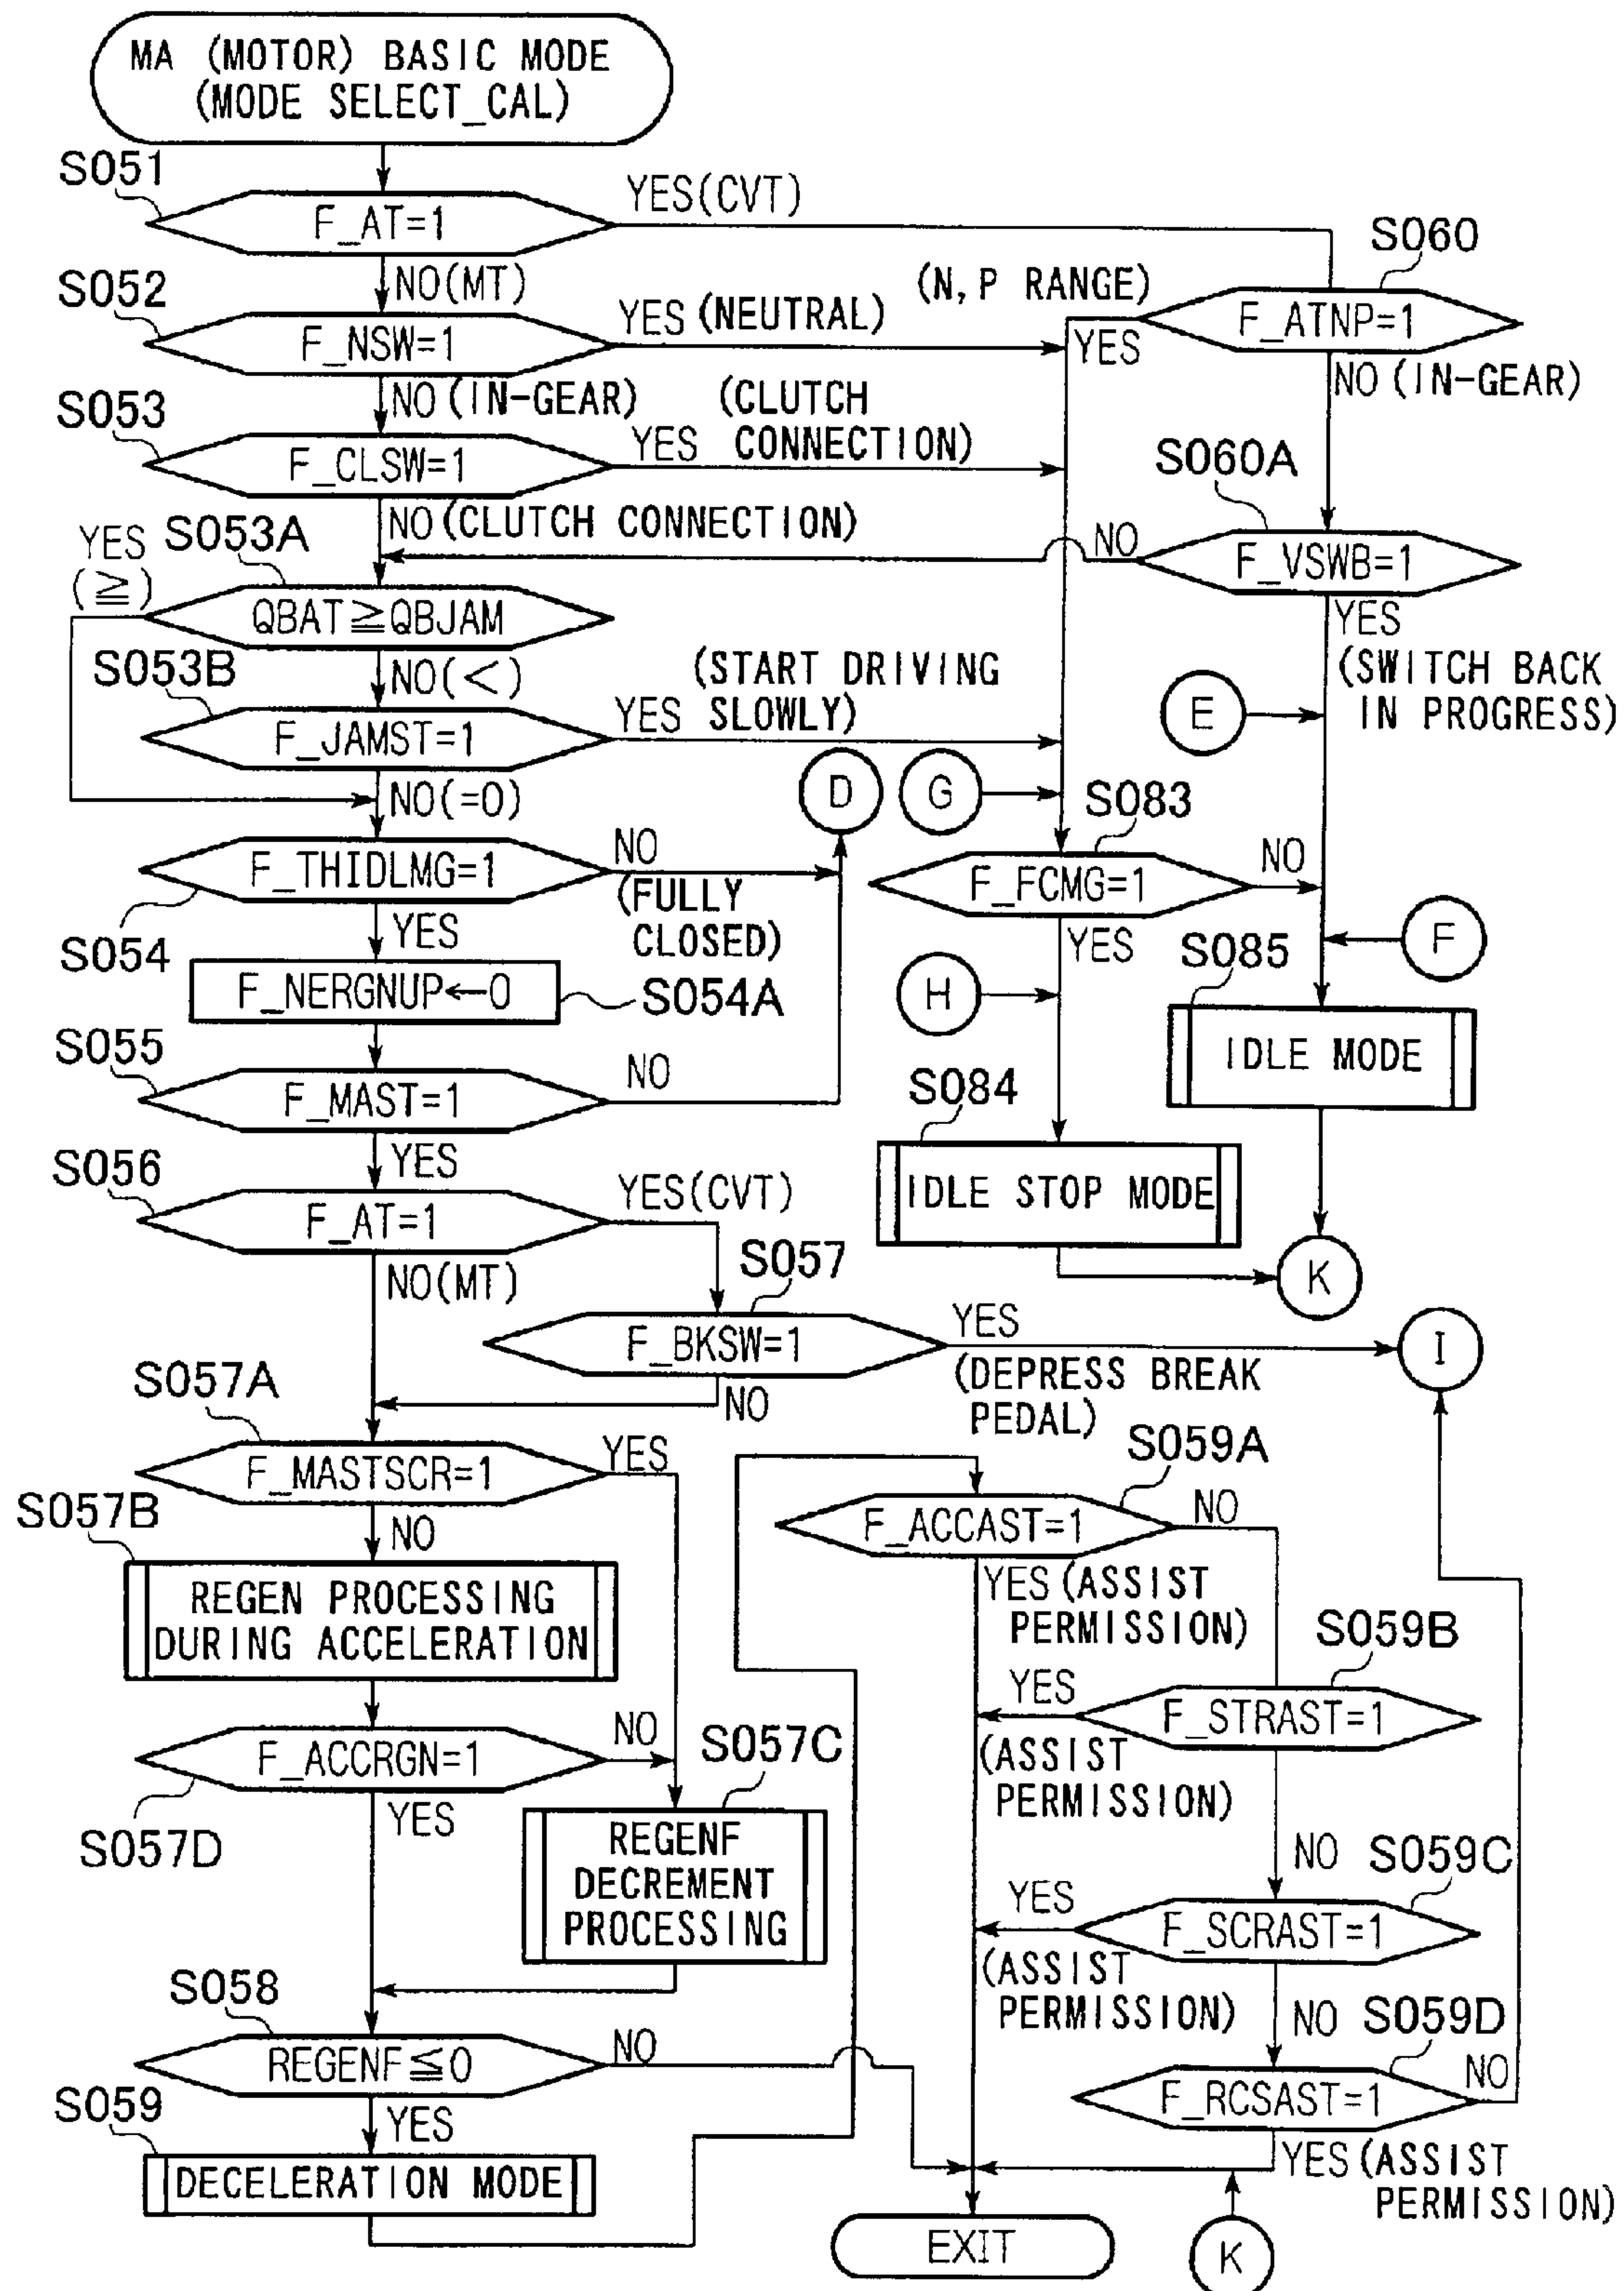 MA (MOTOR) BASIC MODE
(MODE SELECT_CAL)
S051
F_AT=1
YES(CVT)
NO(MT)
S060
(N,P RANGE)
F_ATNP=1
YES
NO(IN-GEAR)
S052
F_NSW=1
YES(NEUTRAL)
NO(IN-GEAR)
S053
F_CLSW=1
(CLUTCH
YES CONNECTION)
NO(CLUTCH CONNECTION)
S060A
F_VSWB=1
NO
YES
(SWITCH BACK
IN PROGRESS)
YES
(≧)
S053A
QBAT≧QBJAM
NO(<)
S053B
F_JAMST=1
(START DRIVING
YES SLOWLY)
NO(=0)
E
D
G
S083
F_FCMG=1
NO
YES
F
H
S085
IDLE MODE
S084
IDLE STOP MODE
K
F_THIDLMG=1
S054
NO
(FULLY
CLOSED)
YES
F_NERGNUP←0
S054A
S055
F_MAST=1
NO
YES
S056
F_AT=1
YES(CVT)
NO(MT)
S057
F_BKSW=1
YES
(DEPRESS BREAK
PEDAL)
NO
I
S057A
F_MASTSCR=1
YES
NO
S057B
REGEN PROCESSING
DURING ACCELERATION
F_ACCRGN=1
S057D
NO
YES
S057C
REGENF
DECREMENT
PROCESSING
S058
REGENF≦0
NO
YES
S059
DECELERATION MODE
S059A
F_ACCAST=1
NO
YES(ASSIST
PERMISSION)
S059B
F_STRAST=1
YES
(ASSIST
PERMISSION)
NO
S059C
F_SCRAST=1
YES
(ASSIST
PERMISSION)
NO
S059D
F_RCSAST=1
NO
YES(ASSIST
PERMISSION)
EXIT
K